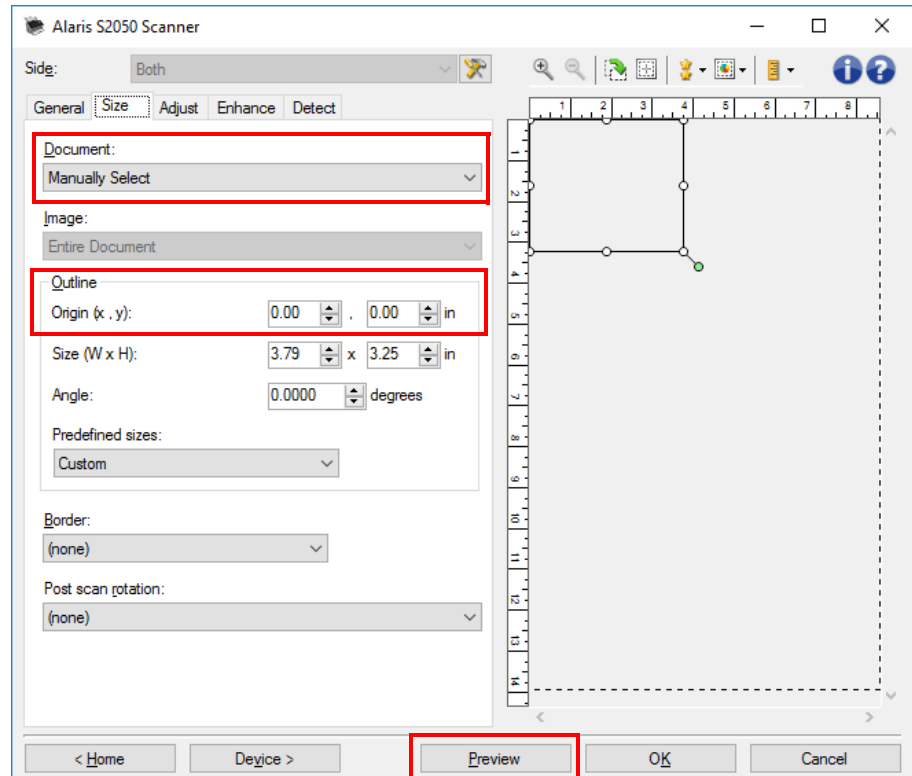 Alaris S2050 Scanner
Side: Both
General Size Adjust Enhance Detect
1 2 3 4 5 6 7 8
Document:
Manually Select
Image:
Entire Document
Outline
Origin (x , y): 0.00 , 0.00 in
Size (W x H): 3.79 x 3.25 in
Angle: 0.0000 degrees
Predefined sizes:
Custom
Border:
(none)
Post scan rotation:
(none)
1
2
3
4
5
6
7
8
9
10
11
12
13
14
< Home Device > Preview OK Cancel